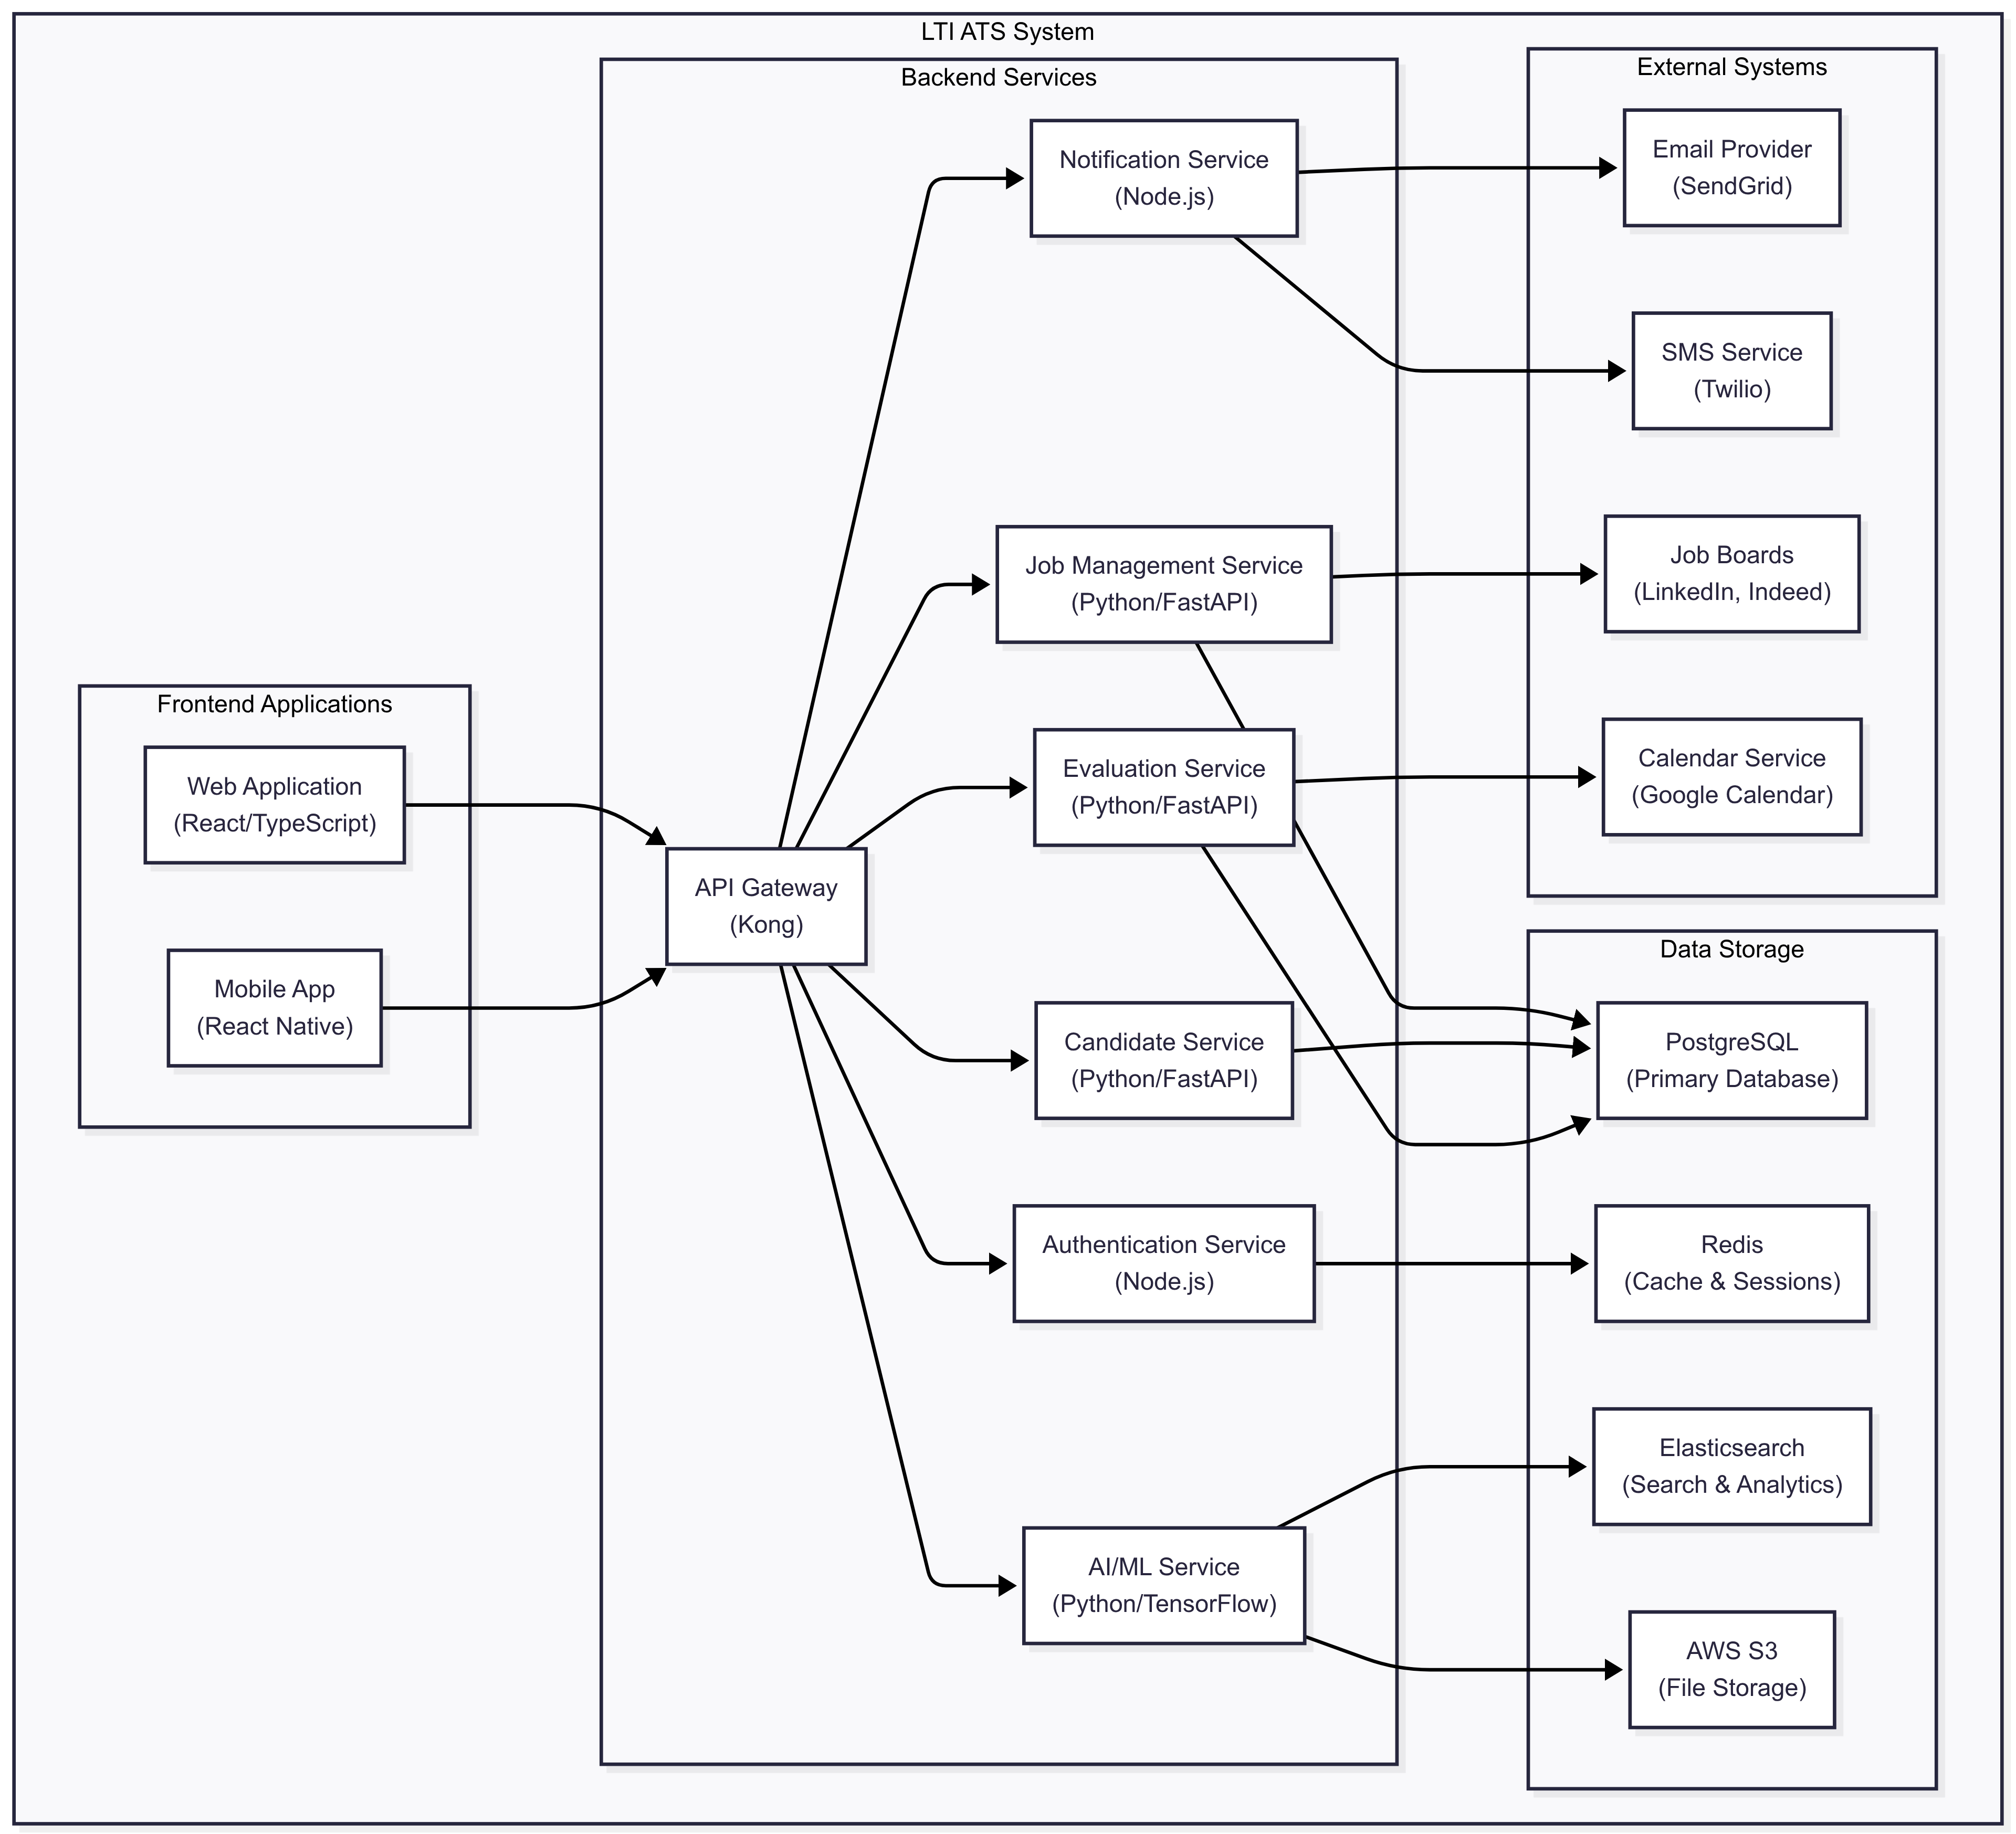 LTI ATS System
Backend Services
External Systems
Notification Service
(Node.js)
Email Provider
(SendGrid)
SMS Service
(Twilio)
Job Management Service
(Python/FastAPI)
Job Boards
(LinkedIn, Indeed)
Frontend Applications
Web Application
(React/TypeScript)
Mobile App
(React Native)
API Gateway
(Kong)
Evaluation Service
(Python/FastAPI)
Calendar Service
(Google Calendar)
Data Storage
Candidate Service
(Python/FastAPI)
PostgreSQL
(Primary Database)
Authentication Service
(Node.js)
Redis
(Cache & Sessions)
Elasticsearch
(Search & Analytics)
AI/ML Service
(Python/TensorFlow)
AWS S3
(File Storage)